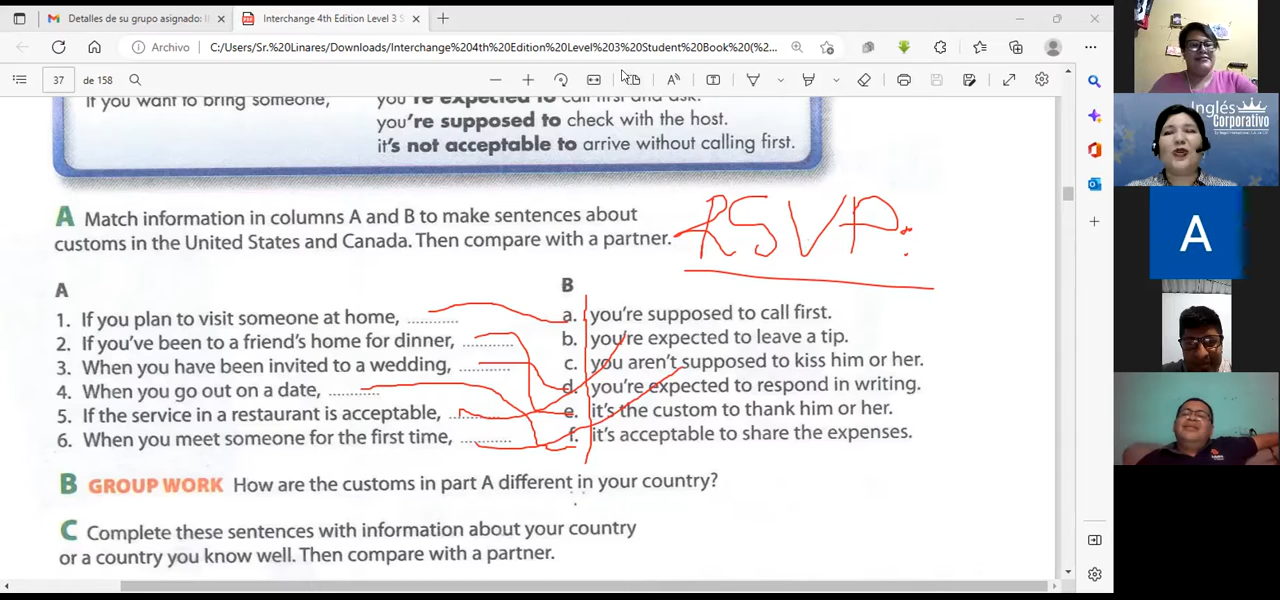 Detalles de su grupo asignado: I/
Interchange 4th Edition Level 3 S
Archivo
C:/Users/Sr.%20Linares/Downloads/Interchange%204th%20Edition%20Level%203%20Student%20Book%20(%2...
37
de 158
If you want to bring someone,
you're expected to call first and ask.
you're supposed to check with the host.
it's not acceptable to arrive without calling first.
A Match information in columns A and B to make sentences about
customs in the United States and Canada. Then compare with a partner.
RSVP.
A
1. If you plan to visit someone at home, ............
2. If you've been to a friend's home for dinner, ............
3. When you have been invited to a wedding, ............
4. When you go out on a date, ............
5. If the service in a restaurant is acceptable, ............
6. When you meet someone for the first time, ............
B
a. you're supposed to call first.
b. you're expected to leave a tip.
c. you aren't supposed to kiss him or her.
d. you're expected to respond in writing.
e. it's the custom to thank him or her.
f. it's acceptable to share the expenses.
B GROUP WORK How are the customs in part A different in your country?
C Complete these sentences with information about your country
or a country you know well. Then compare with a partner.
Inglés
Corporativo
A